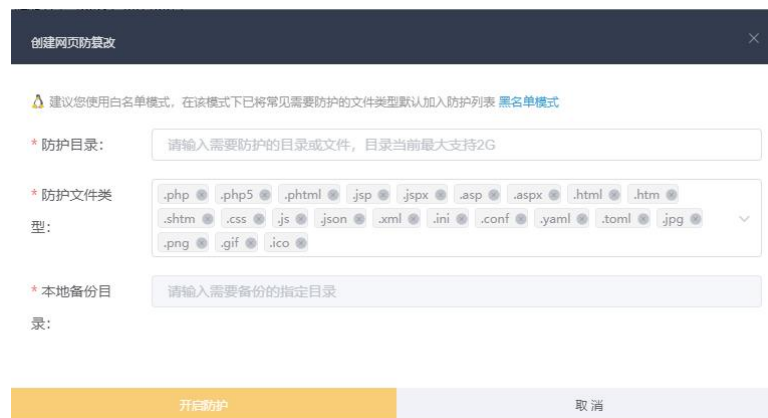 创建网页防篡改
建议您使用白名单模式，在该模式下已将常见需要防护的文件类型默认加入防护列表 黑名单模式
* 防护目录： 请输入需要防护的目录或文件，目录当前最大支持2G
* 防护文件类型： .php .php5 .phtml .jsp .jspx .asp .aspx .html .htm
.shtm .css .js .json .xml .ini .conf .yaml .toml .jpg
.png .gif .ico
* 本地备份目录： 请输入需要备份的指定目录
开启防护 取消